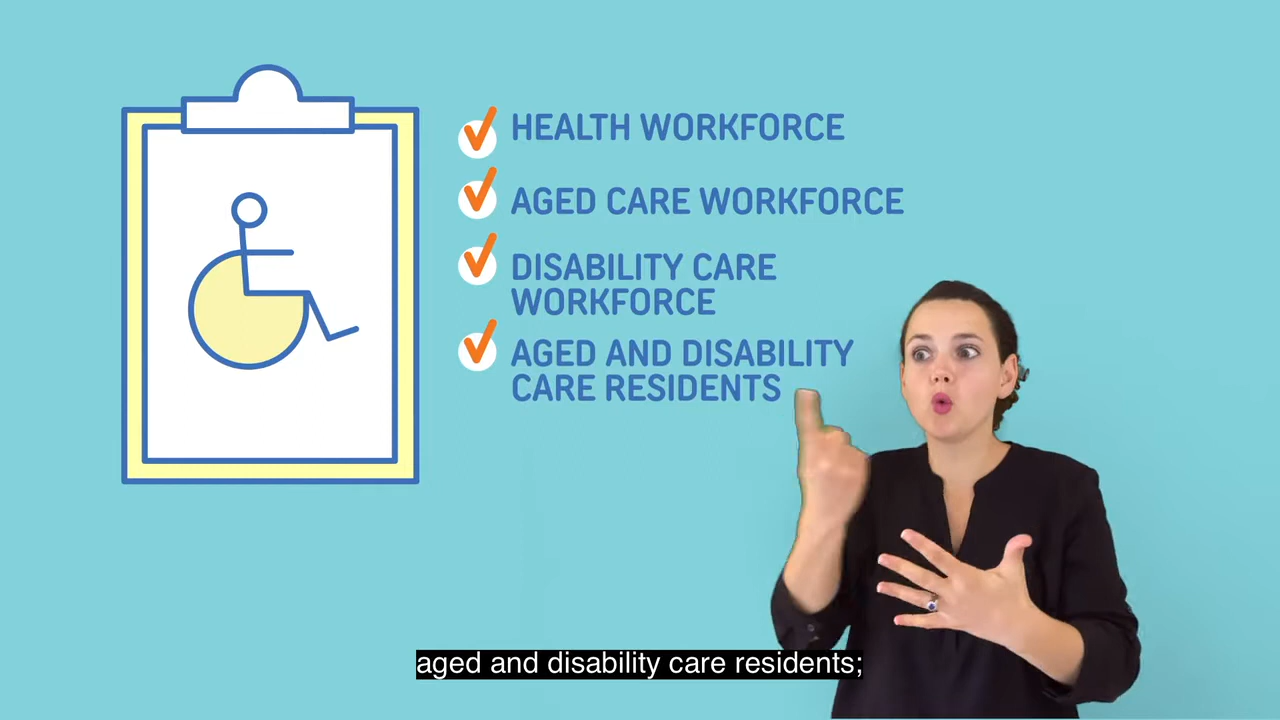 HEALTH WORKFORCE
AGED CARE WORKFORCE
DISABILITY CARE
WORKFORCE
AGED AND DISABILITY
CARE RESIDENTS
aged and disability care residents;